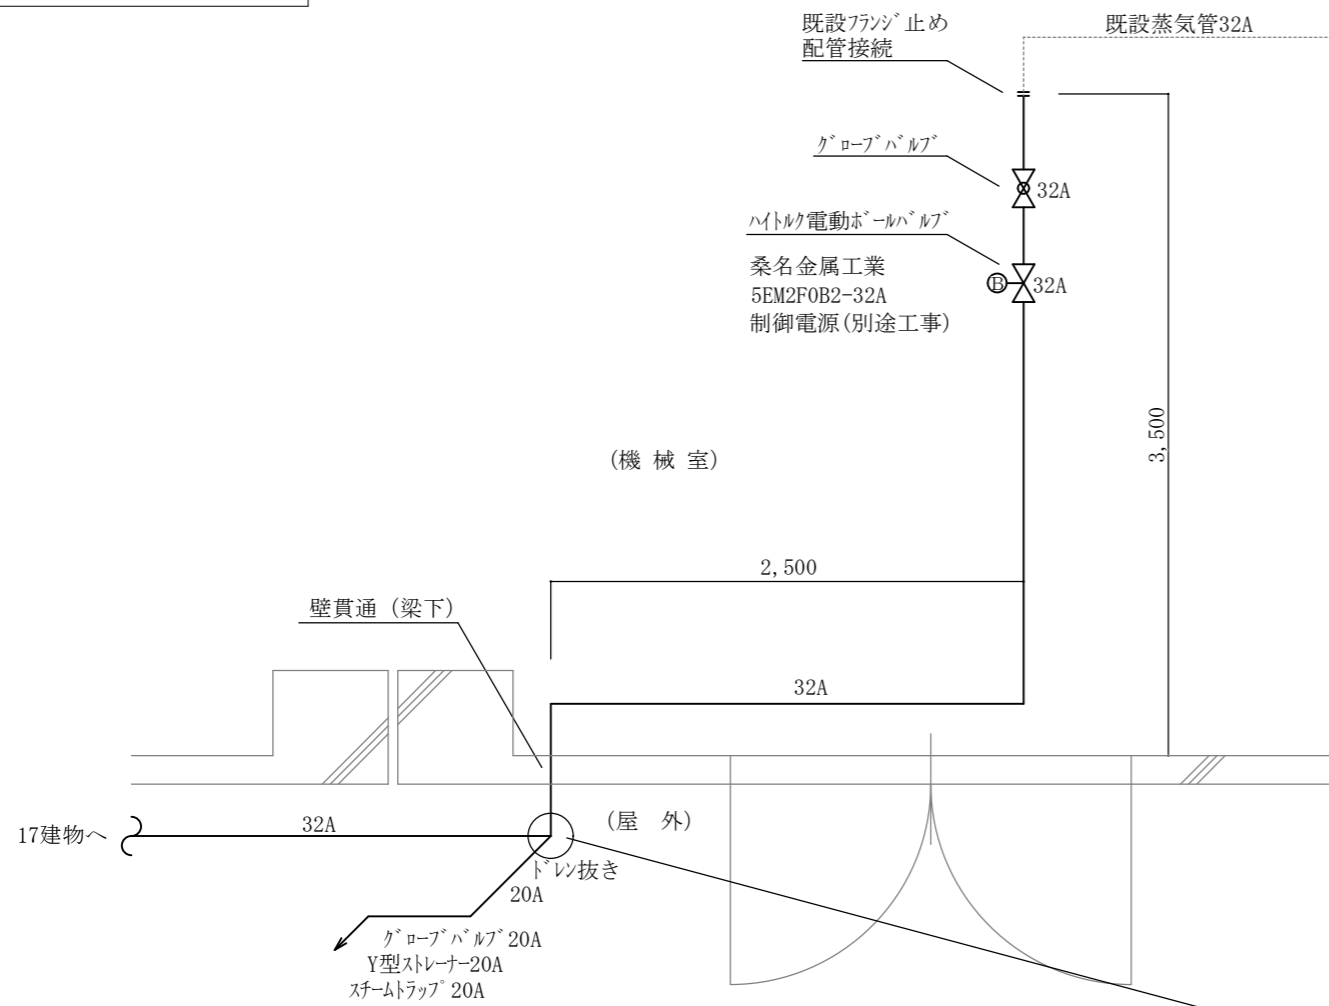 既設フランジ止め
配管接続
既設蒸気管32A
グローブバルブ
32A
ハイトルク電動ボールバルブ
桑名金属工業
5EM2F0B2-32A
制御電源(別途工事)
B
32A
(機 械 室)
3,500
2,500
壁貫通 (梁下)
32A
17建物へ
32A
(屋 外)
ドレン抜き
20A
グローブバルブ20A
Y型ストレーナー20A
スチームトラップ20A